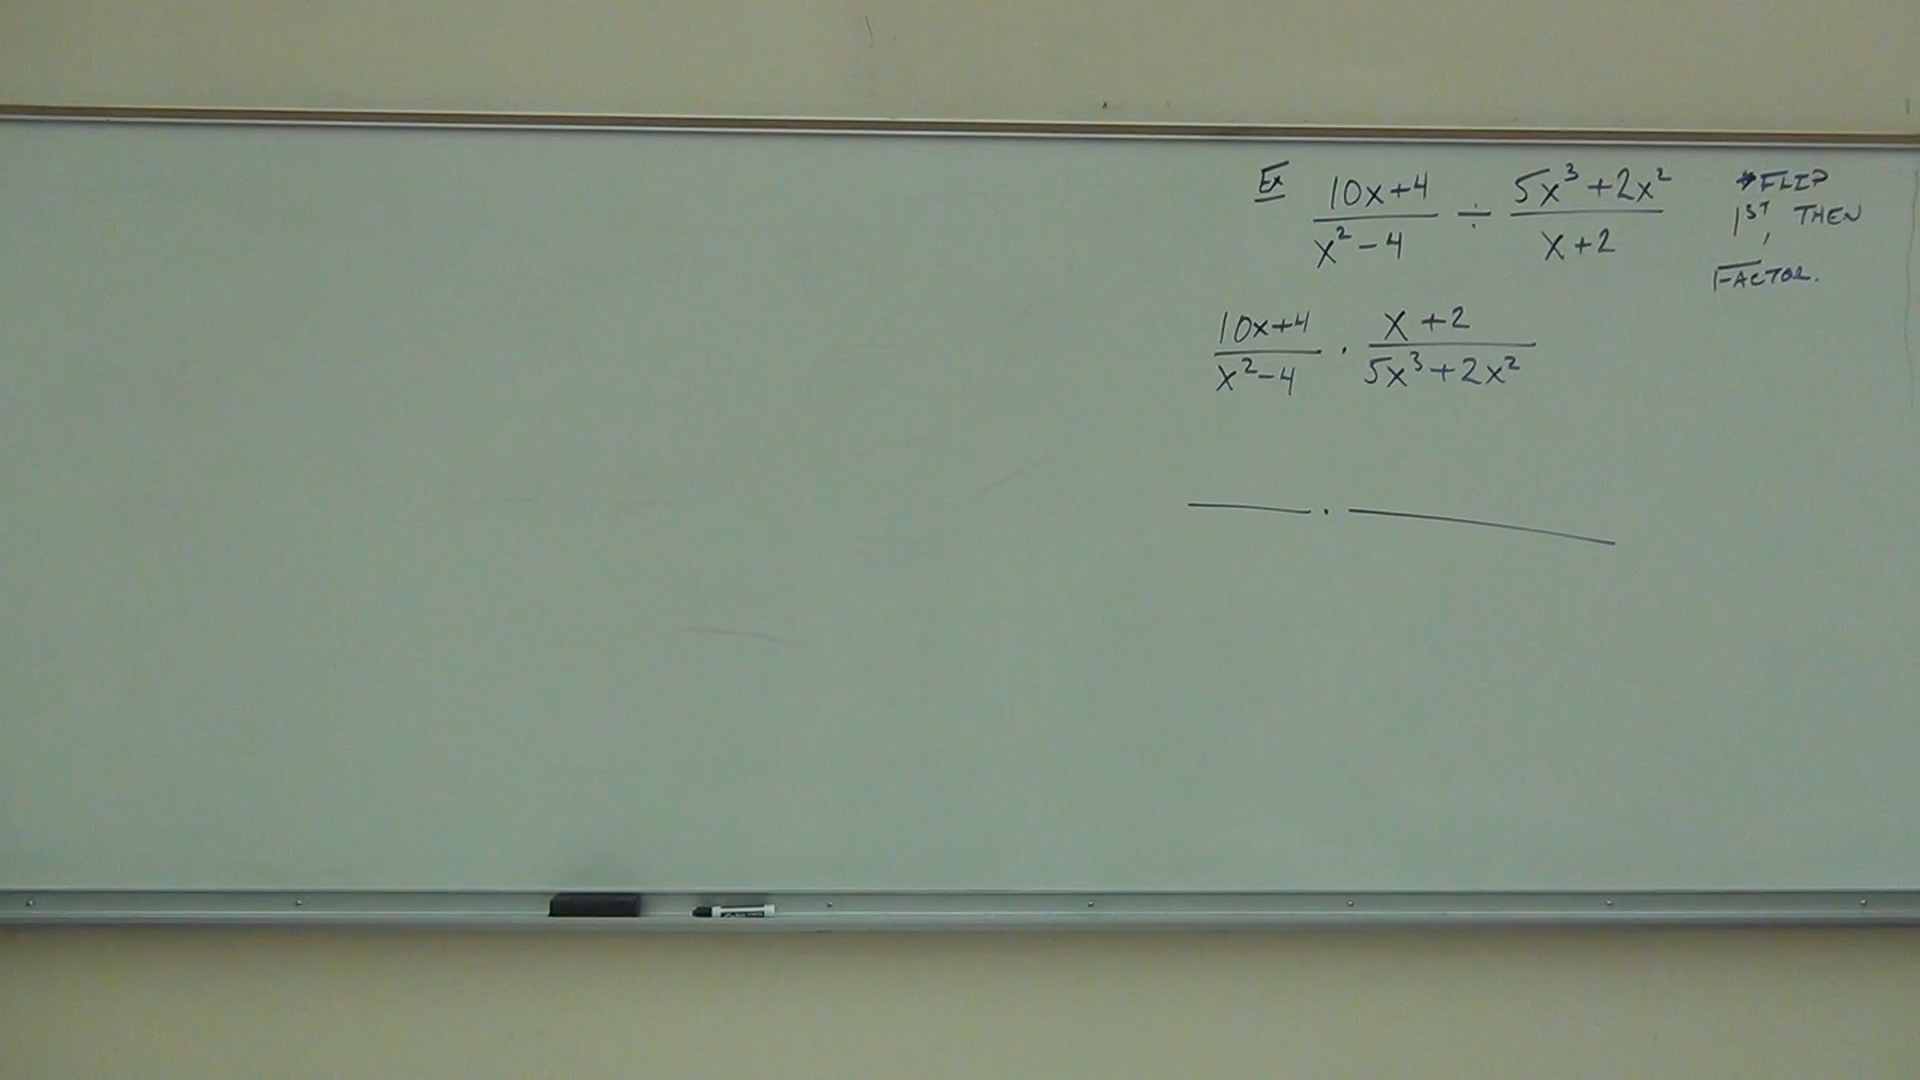 Ex (10x+4)/(x²-4) ÷ (5x³+2x²)/(x+2)
*FLIP
1ST, THEN
FACTOR.
(10x+4)/(x²-4) · (x+2)/(5x³+2x²)